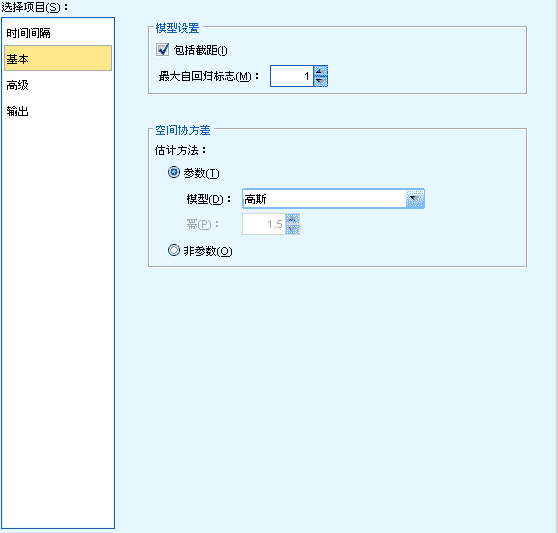 选择项目(S)：
时间间隔
基本
高级
输出
模型设置
包括截距(I)
最大自回归标志(M)： 1
空间协方差
估计方法：
参数(T)
模型(D)： 高斯
幂(P)： 1.5
非参数(O)